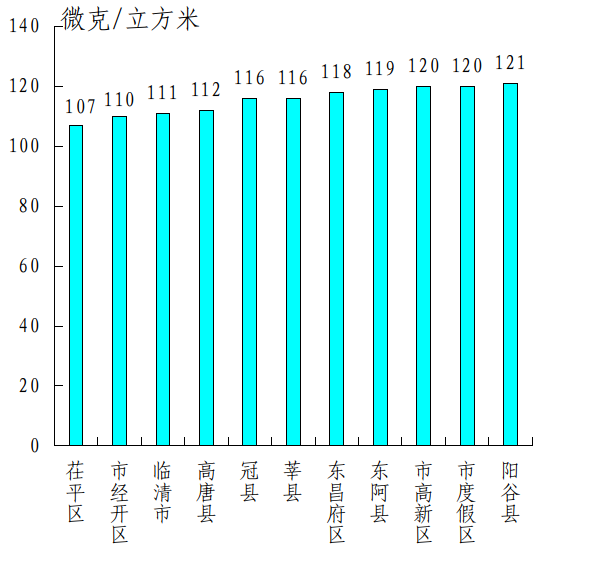 微克/立方米
140
120
100
80
60
40
20
0
107
110
111
112
116
116
118
119
120
120
121
茌平区
市经开区
临清市
高唐县
冠县
莘县
东昌府区
东阿县
市高新区
市度假区
阳谷县